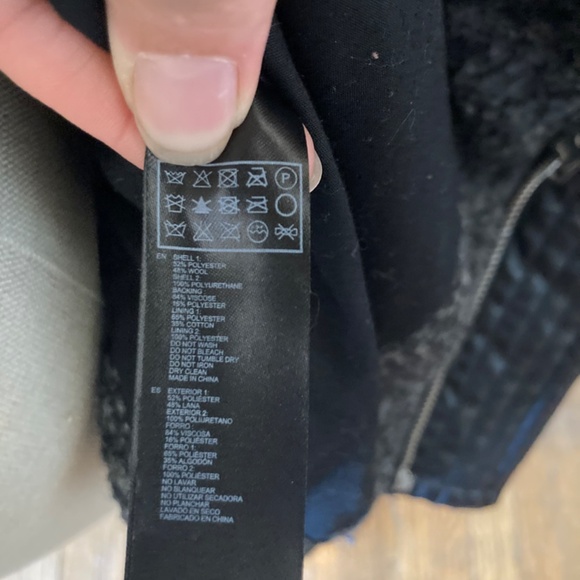 P
EN SHELL 1:
52% POLYESTER
48% WOOL
SHELL 2:
100% POLYURETHANE
BACKING
84% VISCOSE
16% POLYESTER
LINING 1:
65% POLYESTER
35% COTTON
LINING 2:
100% POLYESTER
DO NOT WASH
DO NOT BLEACH
DO NOT TUMBLE DRY
DO NOT IRON
DRY CLEAN
MADE IN CHINA
ES EXTERIOR 1:
52% POLIÉSTER
48% LANA
EXTERIOR 2:
100% POLIURETANO
FORRO :
84% VISCOSA
16% POLIÉSTER
FORRO 1:
65% POLIÉSTER
35% ALGODÓN
FORRO 2:
100% POLIÉSTER
NO LAVAR
NO BLANQUEAR
NO UTILIZAR SECADORA
NO PLANCHAR
LAVADO EN SECO
FABRICADO EN CHINA